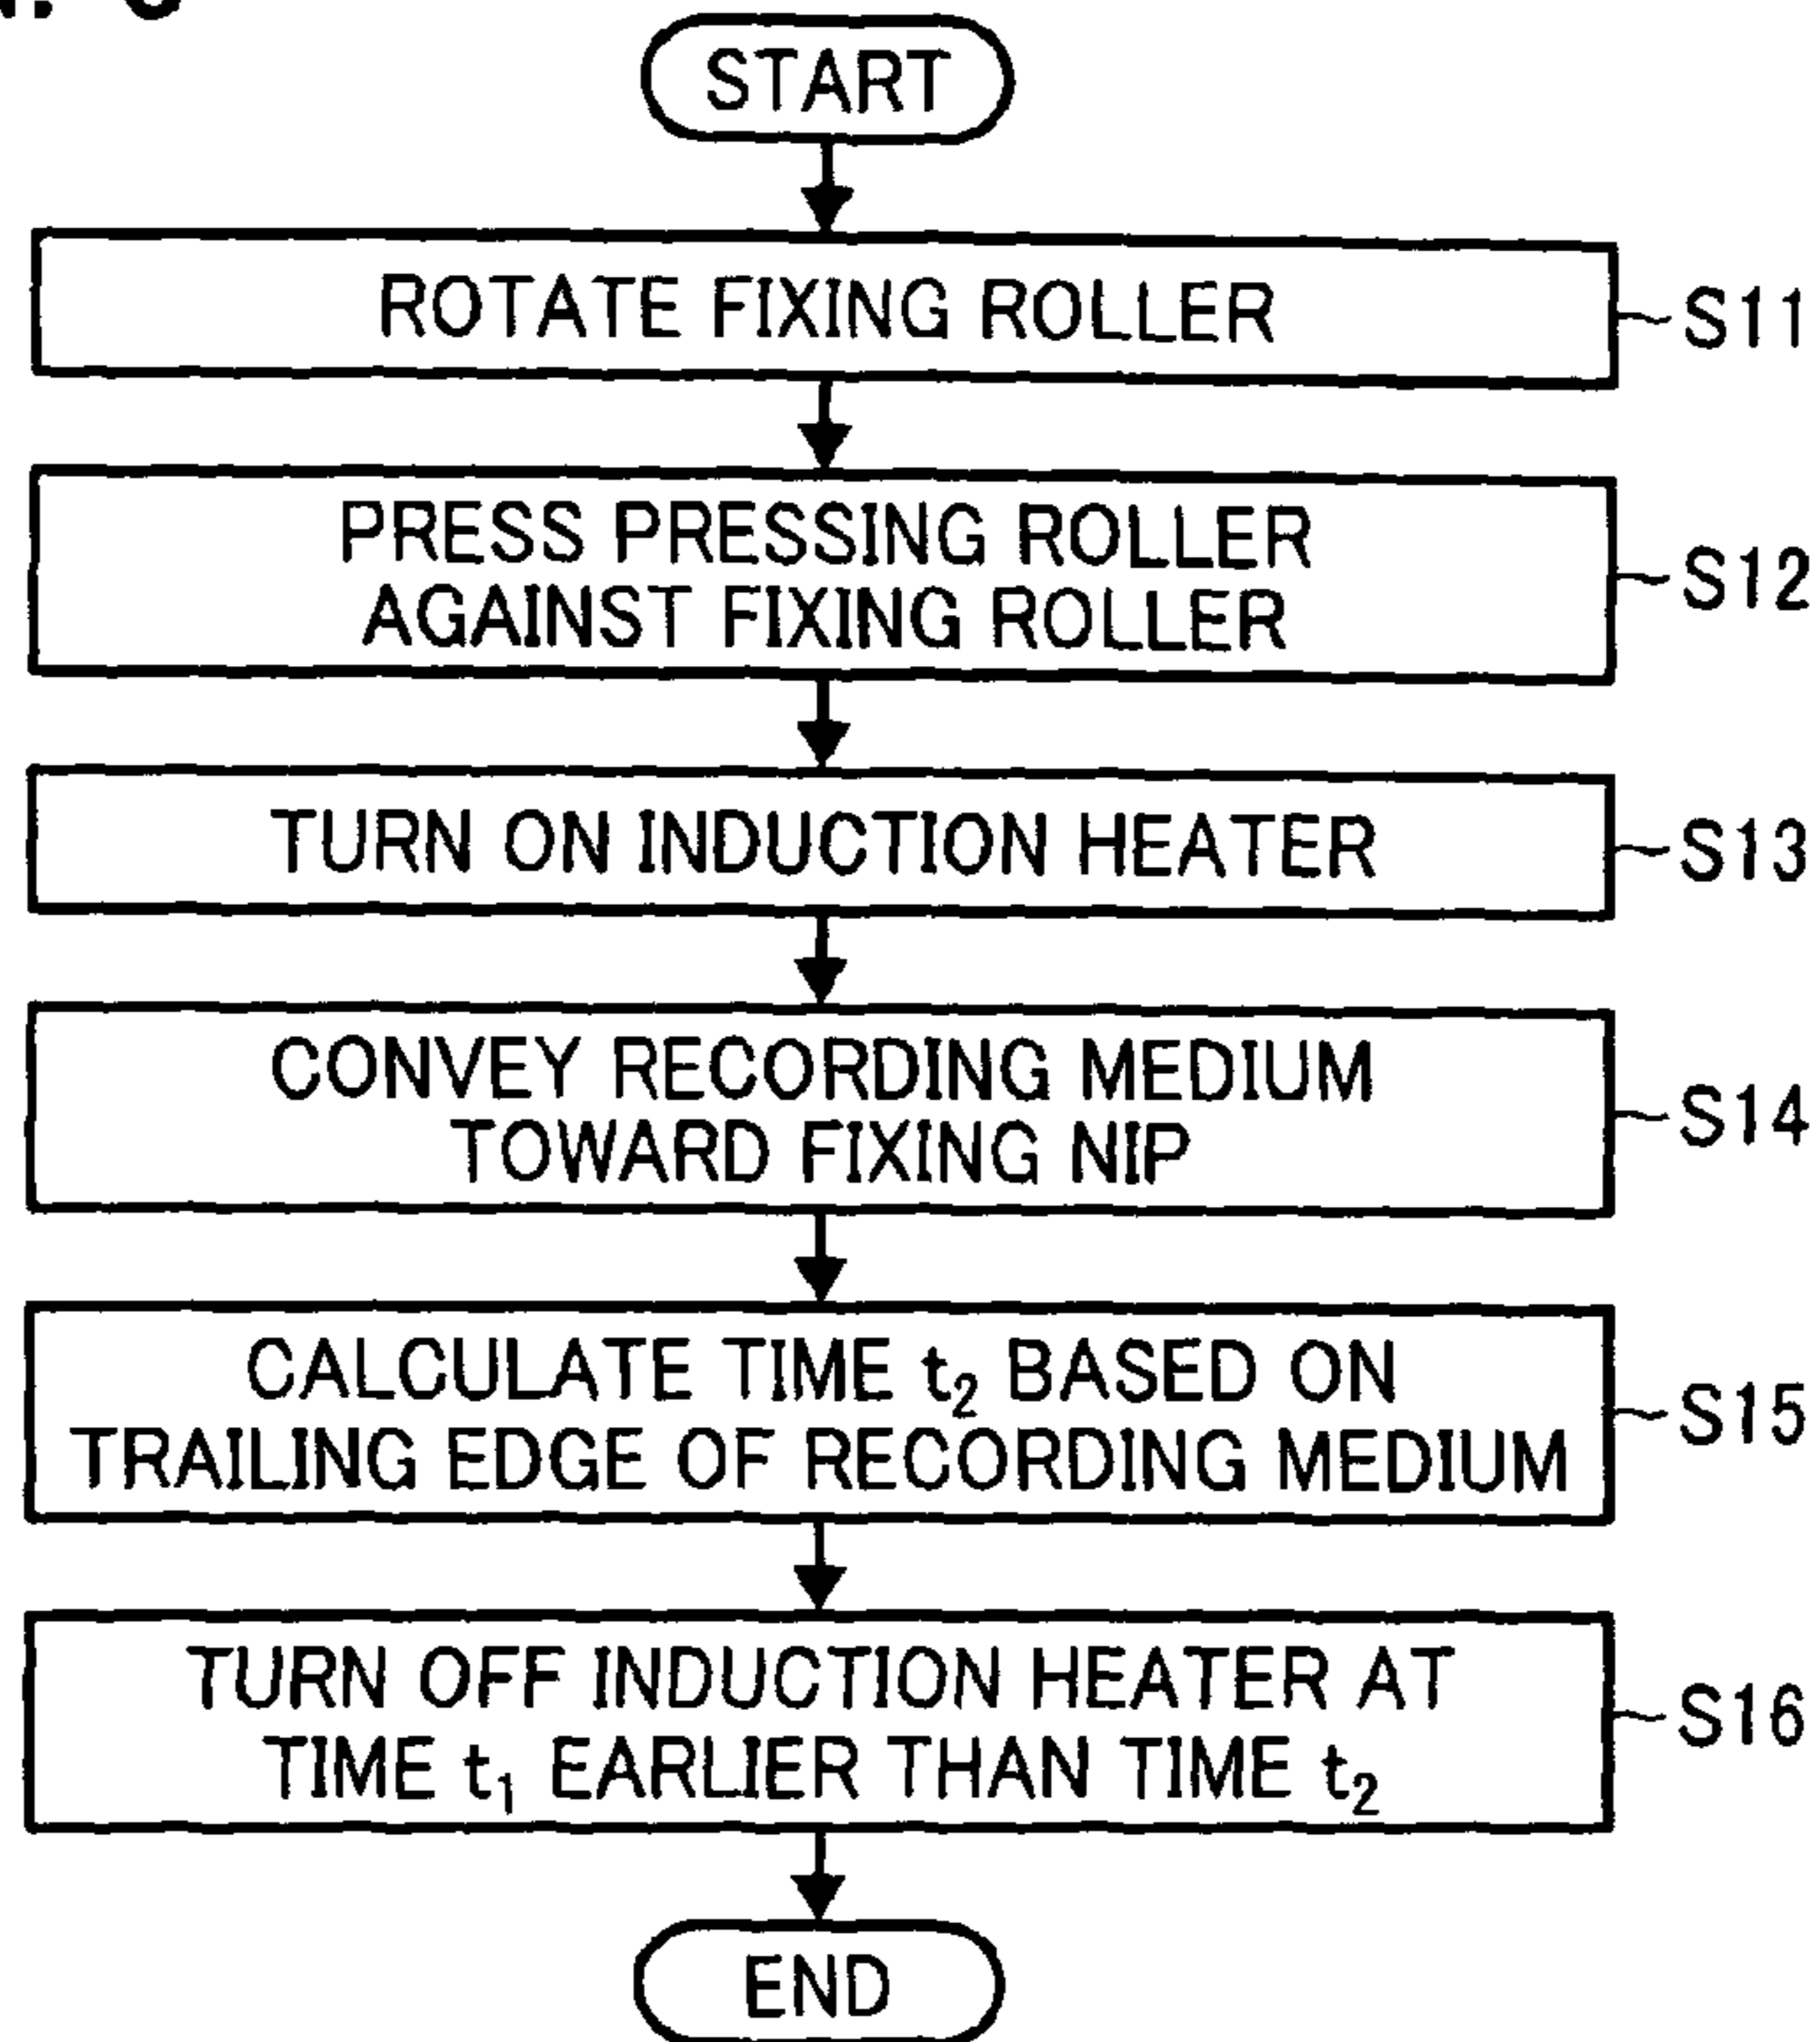 START
ROTATE FIXING ROLLER
S11
PRESS PRESSING ROLLER
AGAINST FIXING ROLLER
S12
TURN ON INDUCTION HEATER
S13
CONVEY RECORDING MEDIUM
TOWARD FIXING NIP
S14
CALCULATE TIME t₂ BASED ON
TRAILING EDGE OF RECORDING MEDIUM
S15
TURN OFF INDUCTION HEATER AT
TIME t₁ EARLIER THAN TIME t₂
S16
END